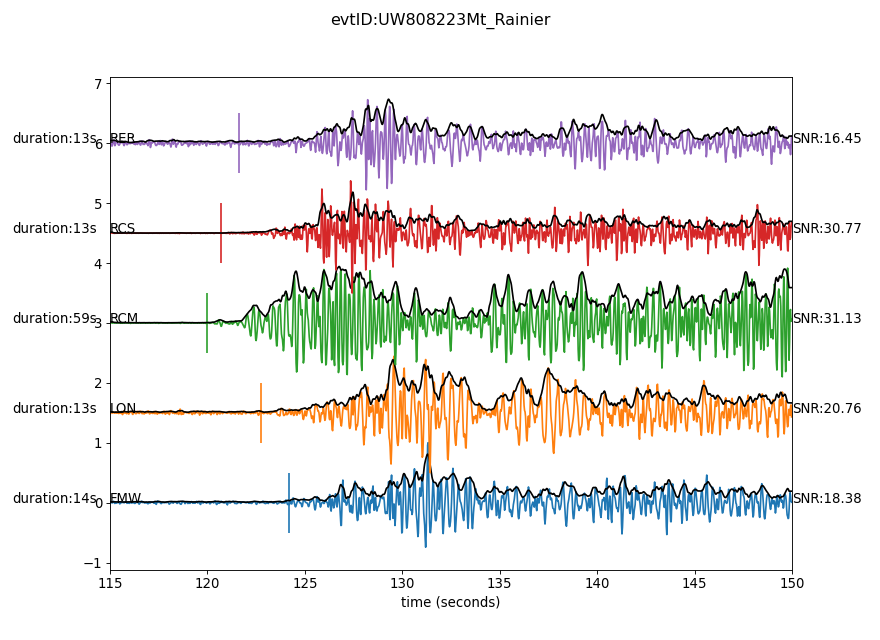 evtID:UW808223Mt_Rainier
7
duration:13s RER SNR:16.45
6
5
duration:13s RCS SNR:30.77
4
duration:59s RCM SNR:31.13
3
2
duration:13s LON SNR:20.76
1
duration:14s FMW SNR:18.38
0
−1
115 120 125 130 135 140 145 150
time (seconds)